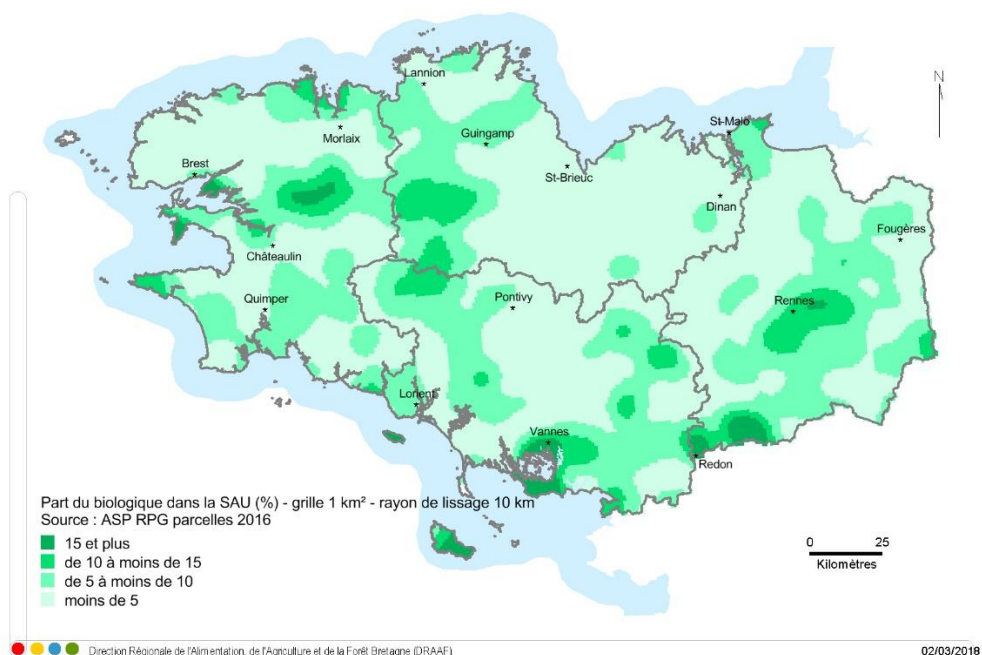 Lannion
N
St-Malo
Morlaix
Guingamp
St-Brieuc
Brest
Dinan
Fougères
Châteaulin
Quimper
Pontivy
Rennes
Lorient
Vannes
Redon
Part du biologique dans la SAU (%) - grille 1 km² - rayon de lissage 10 km
Source : ASP RPG parcelles 2016
15 et plus
de 10 à moins de 15
de 5 à moins de 10
moins de 5
0 25
Kilomètres
Direction Régionale de l'Alimentation, de l'Agriculture et de la Forêt Bretagne (DRAAF)
02/03/2018